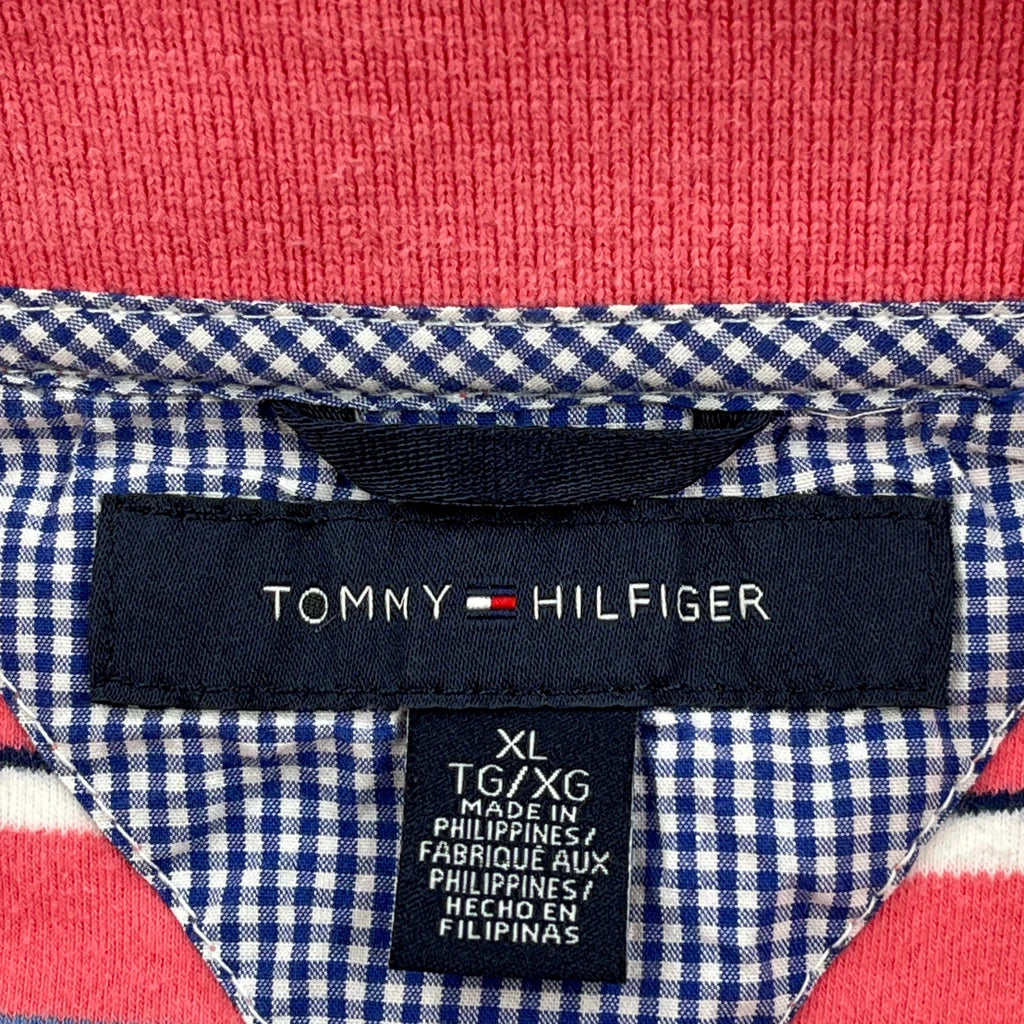 TOMMY HILFIGER
XL
TG/XG
MADE IN
PHILIPPINES/
FABRIQUÉ AUX
PHILIPPINES/
HECHO EN
FILIPINAS